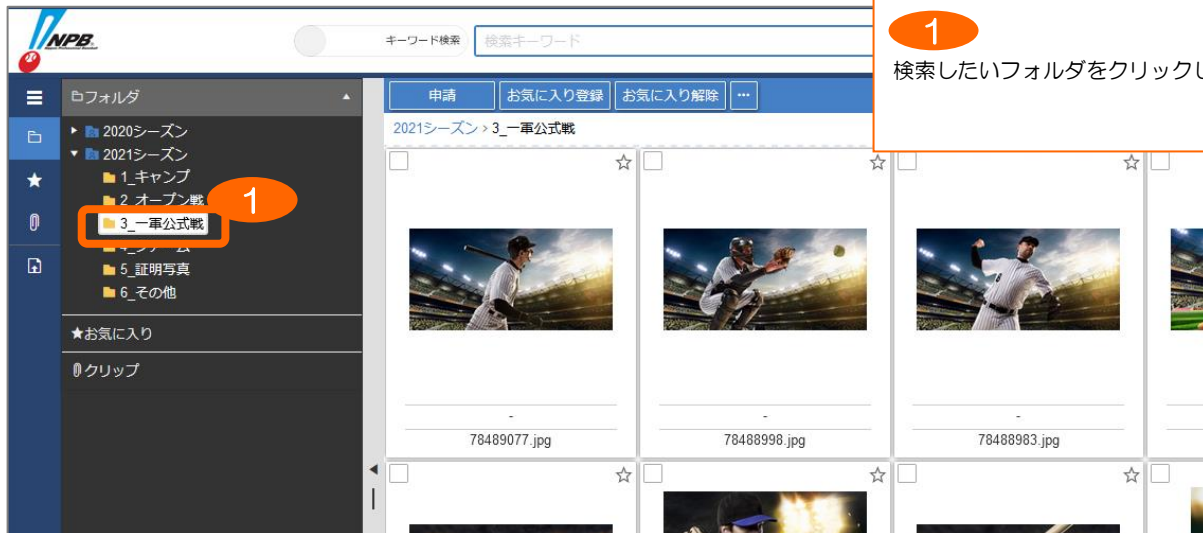 NPB
キーワード検索
検索キーワード
1
検索したいフォルダをクリック
フォルダ
申請
お気に入り登録
お気に入り解除
2020シーズン
2021シーズン
1_キャンプ
2_オープン戦
1
3_一軍公式戦
5_証明写真
6_その他
★お気に入り
クリップ
2021シーズン > 3_一軍公式戦
-
78489077.jpg
-
78488998.jpg
-
78488983.jpg